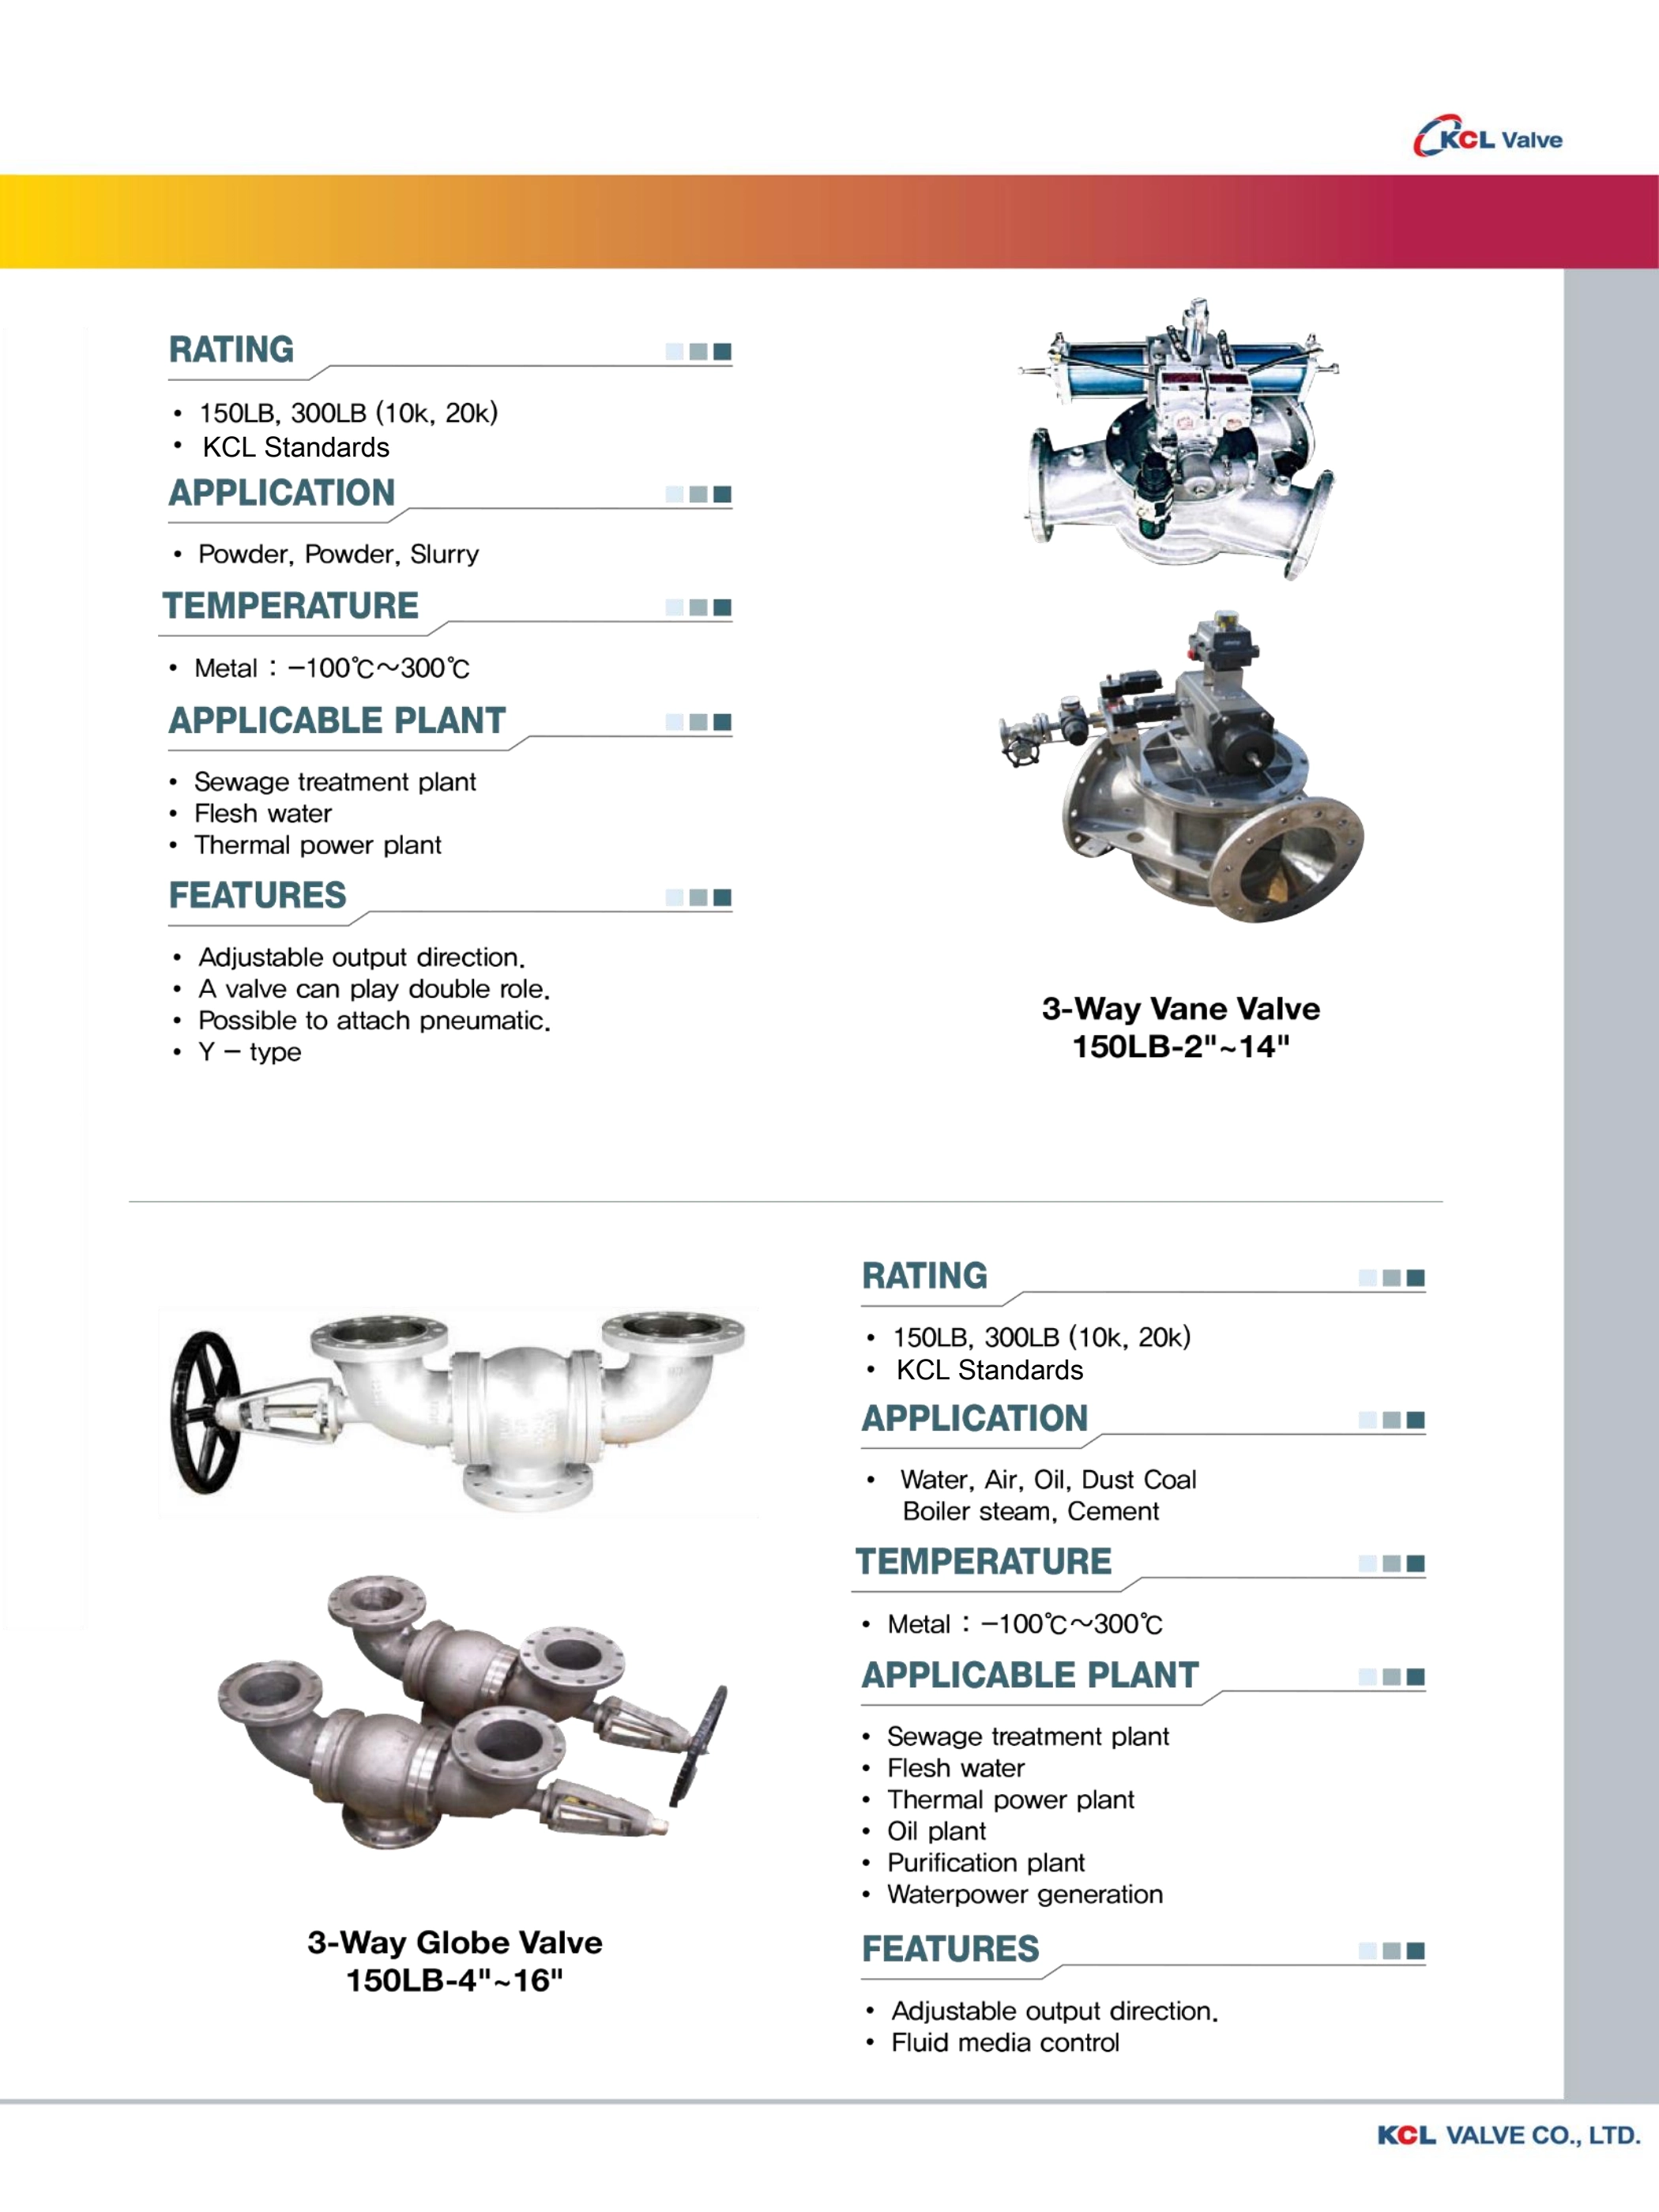 KCL Valve
RATING
• 150LB, 300LB (10k, 20k)
• KCL Standards
APPLICATION
• Powder, Powder, Slurry
TEMPERATURE
• Metal : −100℃～300℃
APPLICABLE PLANT
• Sewage treatment plant
• Flesh water
• Thermal power plant
FEATURES
• Adjustable output direction.
• A valve can play double role.
• Possible to attach pneumatic.
• Y − type
3-Way Vane Valve
150LB-2"~14"
3-Way Globe Valve
150LB-4"~16"
RATING
• 150LB, 300LB (10k, 20k)
• KCL Standards
APPLICATION
• Water, Air, Oil, Dust Coal
Boiler steam, Cement
TEMPERATURE
• Metal : −100℃～300℃
APPLICABLE PLANT
• Sewage treatment plant
• Flesh water
• Thermal power plant
• Oil plant
• Purification plant
• Waterpower generation
FEATURES
• Adjustable output direction.
• Fluid media control
KCL VALVE CO., LTD.